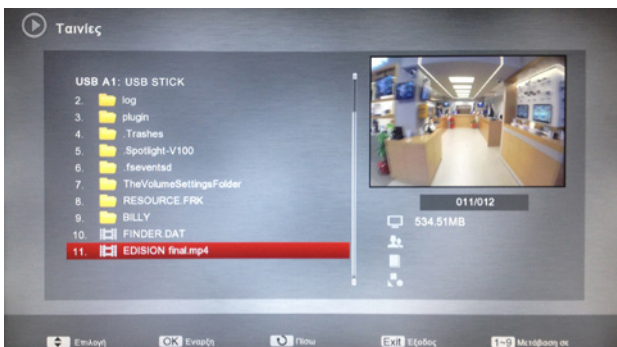 Ταινίες
USB A1: USB STICK
2. log
3. plugin
4. .Trashes
5. .Spotlight-V100
6. .fseventsd
7. TheVolumeSettingsFolder
8. RESOURCE.FRK
9. BILLY
10. FINDER.DAT
11. EDISION final.mp4
011/012
534.51MB
Επιλογή OK Εναρξη Πίσω Exit Εξοδος 1~9 Μετάβαση σε